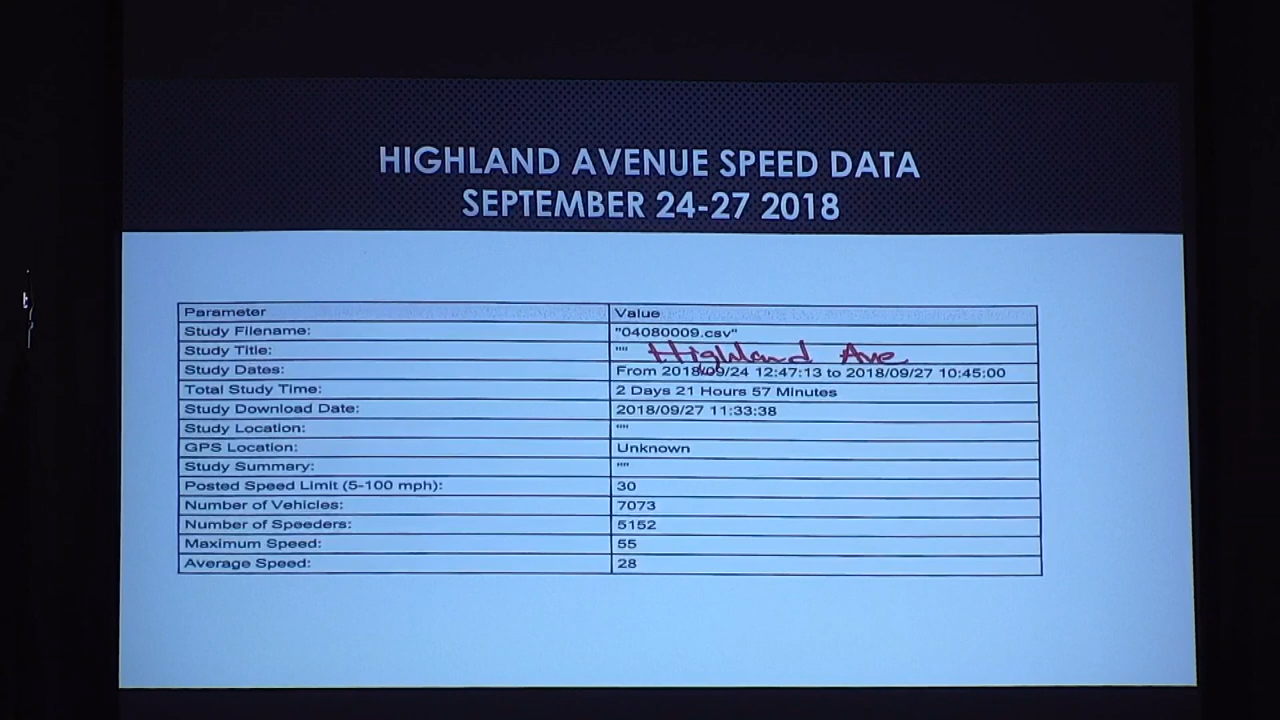 HIGHLAND AVENUE SPEED DATA
SEPTEMBER 24-27 2018
Parameter Value
Study Filename: "04080009.csv"
Study Title: "" Highland Ave
Study Dates: From 2018/09/24 12:47:13 to 2018/09/27 10:45:00
Total Study Time: 2 Days 21 Hours 57 Minutes
Study Download Date: 2018/09/27 11:33:38
Study Location: ""
GPS Location: Unknown
Study Summary: ""
Posted Speed Limit (5-100 mph): 30
Number of Vehicles: 7073
Number of Speeders: 5152
Maximum Speed: 55
Average Speed: 28